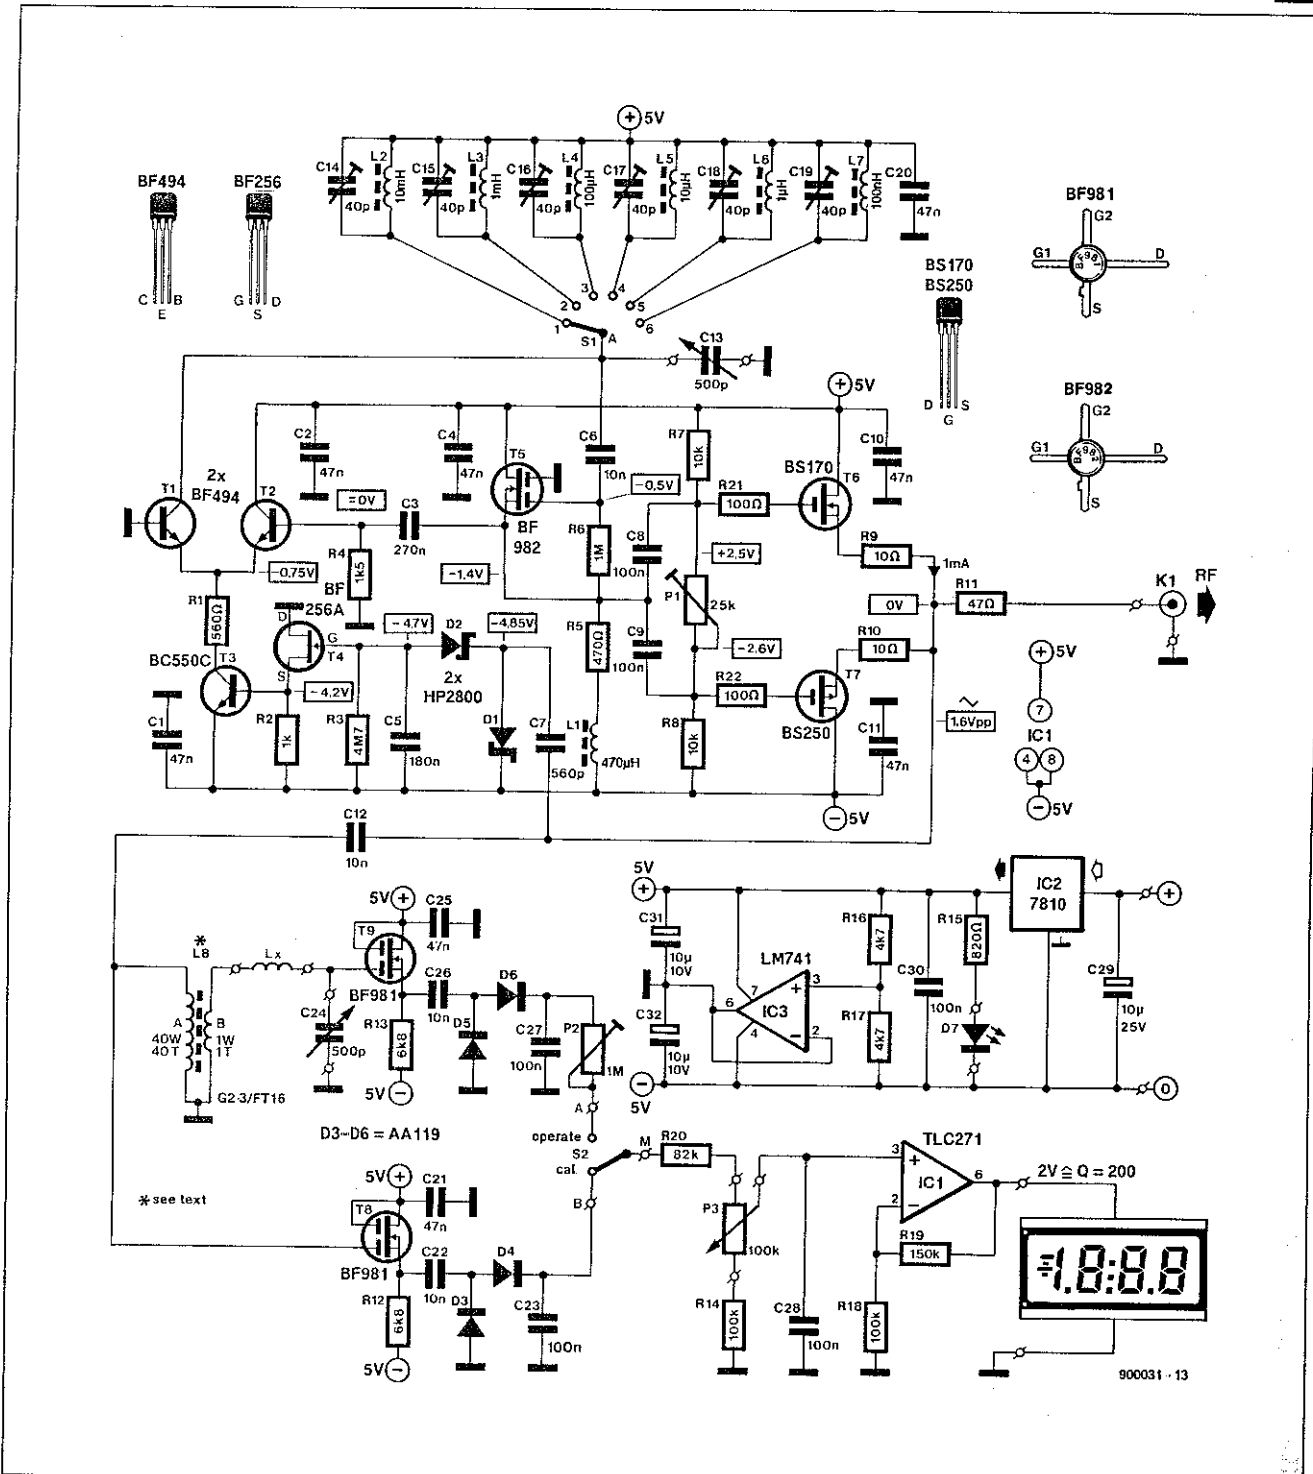 + 5V
C14
L2
C15
L3
C16
L4
C17
L5
C18
L6
C19
L7
C20
40p
10mH
40p
1mH
40p
100µH
40p
10µH
40p
1µH
40p
100nH
47n
BF494
C E B
BF256
G S D
BF981
G2
G1
D
BF981
S
BS170
BS250
D G S
BF982
G2
G1
D
BF982
S
1
2
3
4
5
6
S1 A
C13
500p
+ 5V
T1
2x
BF494
T2
C2
47n
=0V
C3
270n
C4
47n
T5
BF
982
C6
10n
-0,5V
R7
10k
R21
100Ω
BS170
T6
C10
47n
R9
10Ω
1mA
-0,75V
R1
560Ω
R4
1k5
BF
256A
D
G
S
T4
-1,4V
R6
1M
C8
100n
+2,5V
P1
25k
0V
R11
47Ω
K1
RF
BC550C
T3
-4,2V
-4,7V
D2
-4,85V
2x
HP2800
R5
470Ω
C9
100n
-2,6V
R22
100Ω
R10
10Ω
T7
BS250
C1
47n
R2
1k
R3
4M7
C5
180n
D1
C7
560p
L1
470µH
R8
10k
C11
47n
1,6Vpp
- 5V
+ 5V
7
IC1
4 8
- 5V
C12
10n
5V +
C25
47n
T9
BF981
* L8
A
40W
40T
B
1W
1T
G2-3/FT16
Lx
C24
500p
R13
6k8
5V -
C26
10n
D5
D6
C27
100n
P2
1M
A
operate
S2
cal.
B
M
D3-D6 = AA119
* see text
5V
+
C31
10µ
10V
C32
10µ
10V
-
5V
LM741
IC3
7
6
4
3
2
+
-
R16
4k7
R17
4k7
C30
100n
R15
820Ω
D7
IC2
7810
C29
10µ
25V
+
0
5V +
C21
47n
T8
BF981
R12
6k8
5V -
C22
10n
D3
D4
C23
100n
R20
82k
P3
100k
R14
100k
C28
100n
TLC271
IC1
3
2
6
+
-
R19
150k
R18
100k
2V ≙ Q = 200
1.8:8.8
900031 - 13